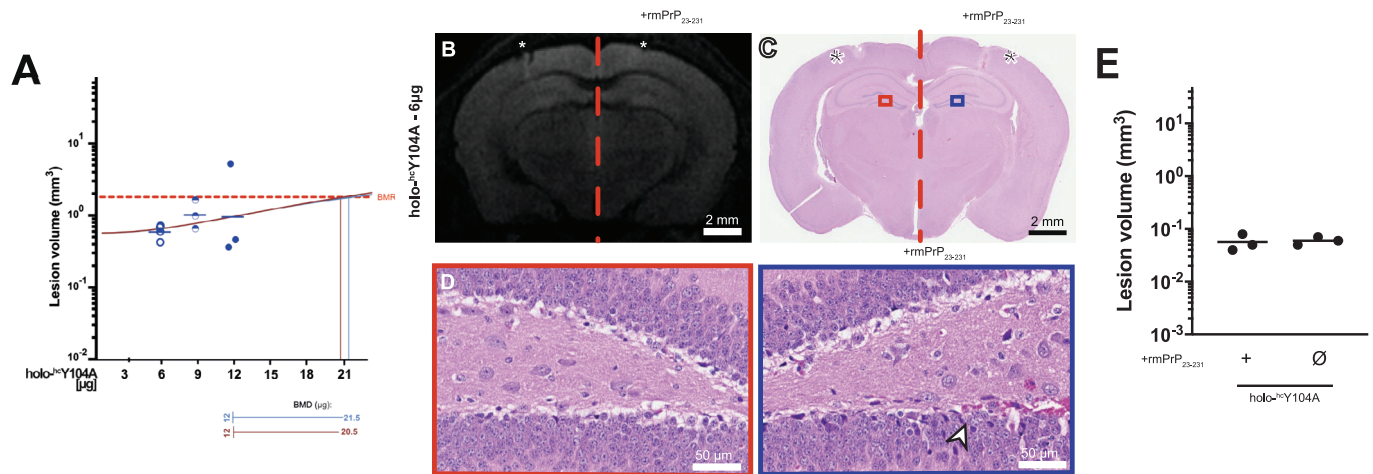 A
Lesion volume (mm³)
10¹
10⁰
10⁻¹
10⁻²
BMR
holo-ʰᶜY104A
[µg]
3 6 9 12 15 18 21
BMD (µg):
12 21.5
12 20.5
holo-ʰᶜY104A - 6µg
+rmPrP₂₃₋₂₃₁
B
* *
2 mm
+rmPrP₂₃₋₂₃₁
C
* *
2 mm
+rmPrP₂₃₋₂₃₁
D
50 µm
50 µm
E
Lesion volume (mm³)
10¹
10⁰
10⁻¹
10⁻²
10⁻³
+rmPrP₂₃₋₂₃₁ + Ø
holo-ʰᶜY104A